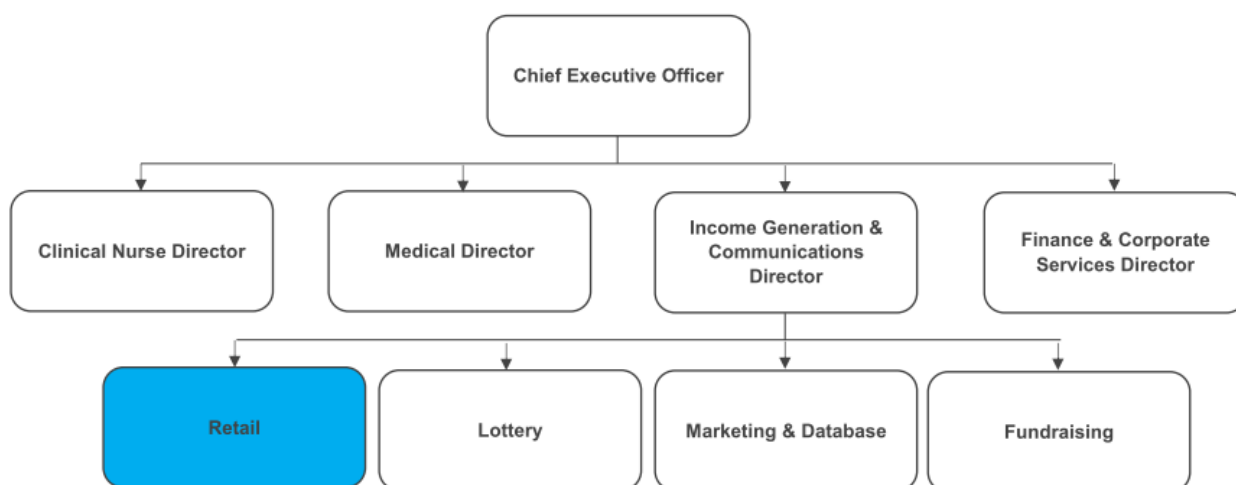 Chief Executive Officer
Clinical Nurse Director
Medical Director
Income Generation &
Communications
Director
Finance & Corporate
Services Director
Retail
Lottery
Marketing & Database
Fundraising